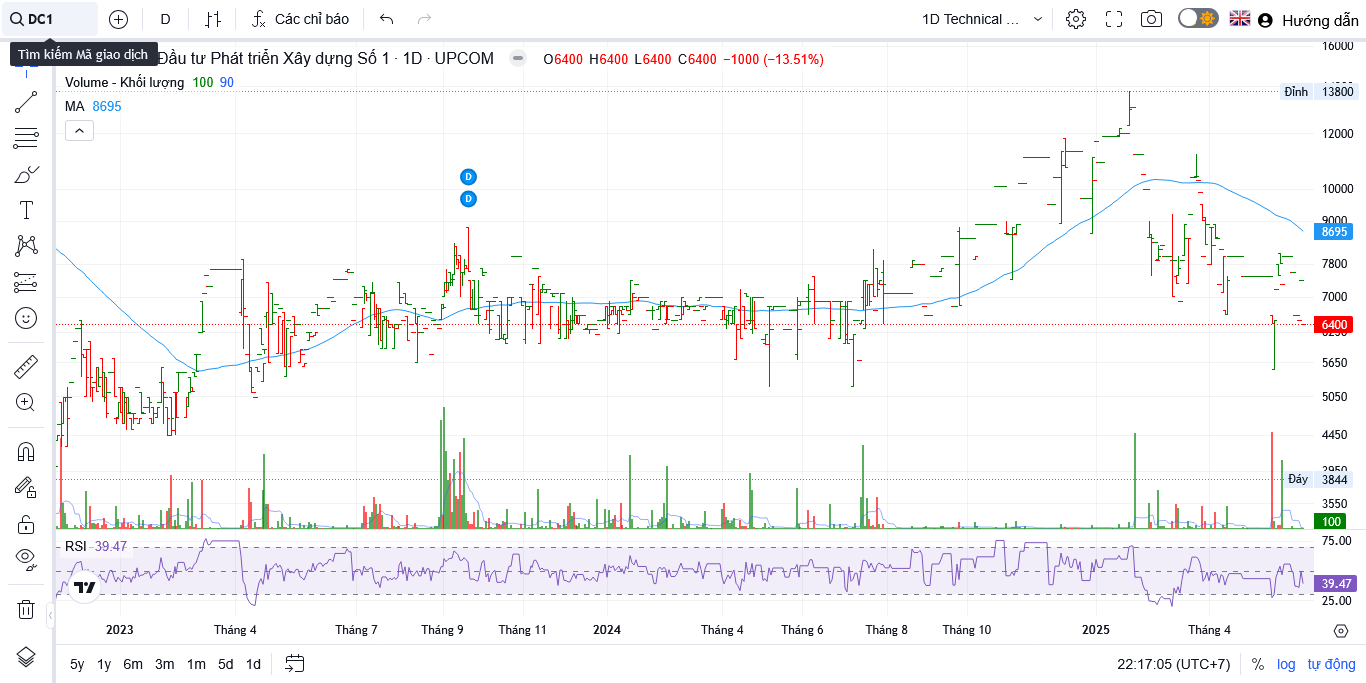 DC1
D
Các chỉ báo
1D Technical ...
Hướng dẫn
Tìm kiếm Mã giao dịch
Đầu tư Phát triển Xây dựng Số 1 · 1D · UPCOM
O6400 H6400 L6400 C6400 −1000 (−13.51%)
Volume - Khối lượng 100 90
MA 8695
D
D
16000
Đỉnh 13800
12000
10000
9000
8695
7800
7000
6400
5650
5050
4450
3950
Đáy 3844
3550
100
RSI 39.47
75.00
39.47
25.00
2023 Tháng 4 Tháng 7 Tháng 9 Tháng 11 2024 Tháng 4 Tháng 6 Tháng 8 Tháng 10 2025 Tháng 4
5y 1y 6m 3m 1m 5d 1d
22:17:05 (UTC+7) % log tự động